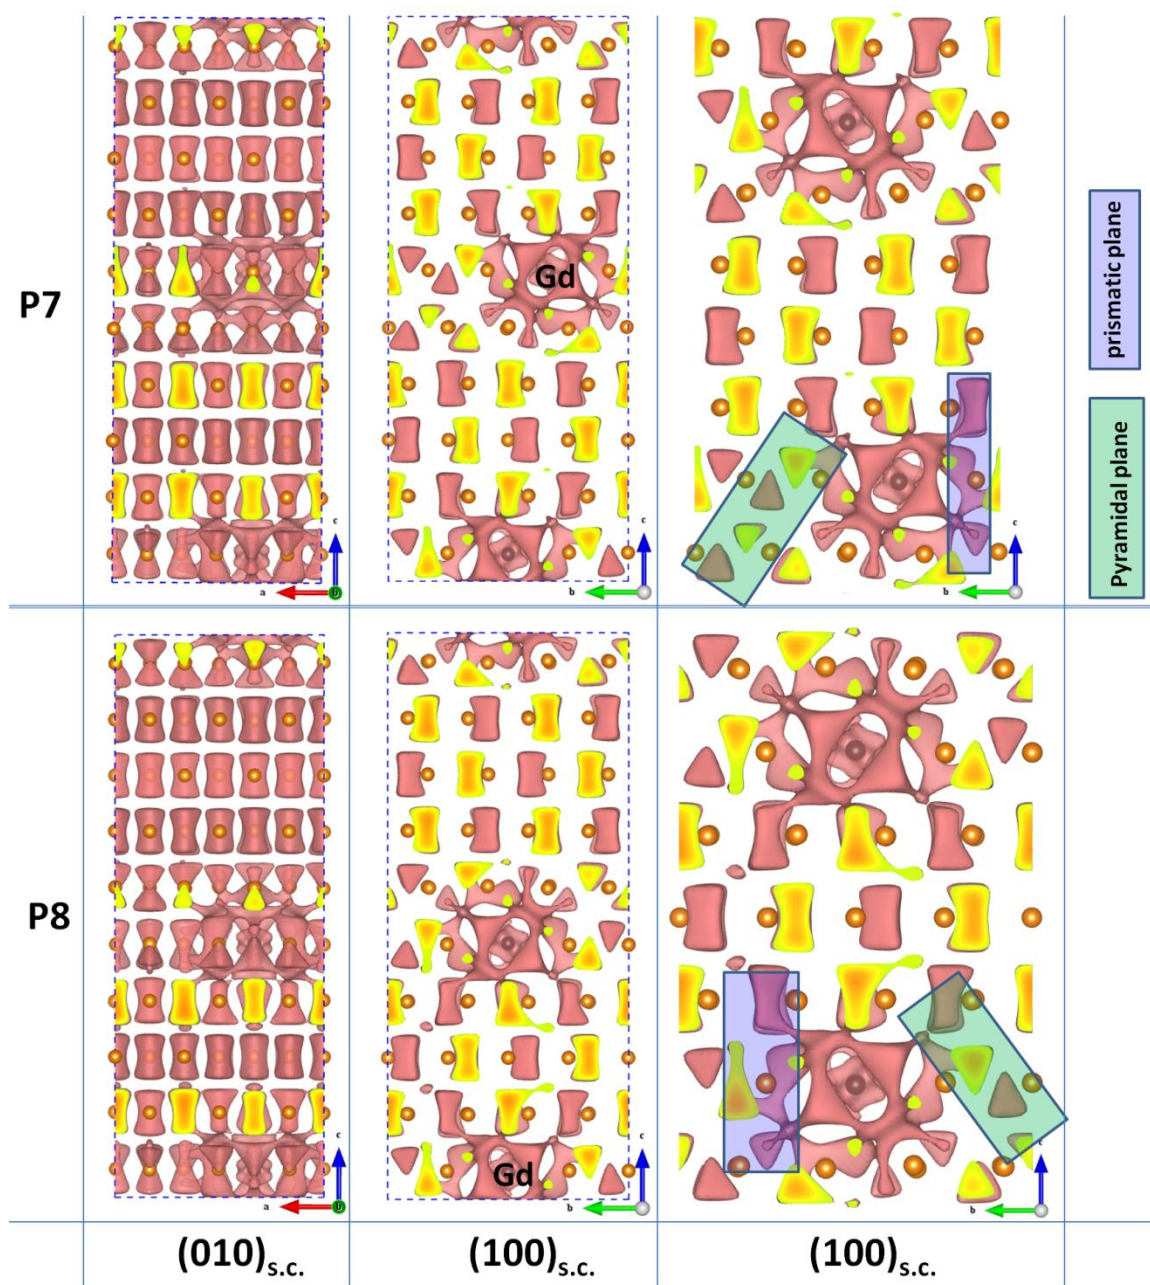 P7
Gd
c
a
b
c
b
c
b
prismatic plane
Pyramidal plane
P8
Gd
c
a
b
c
b
c
b
(010)s.c.
(100)s.c.
(100)s.c.